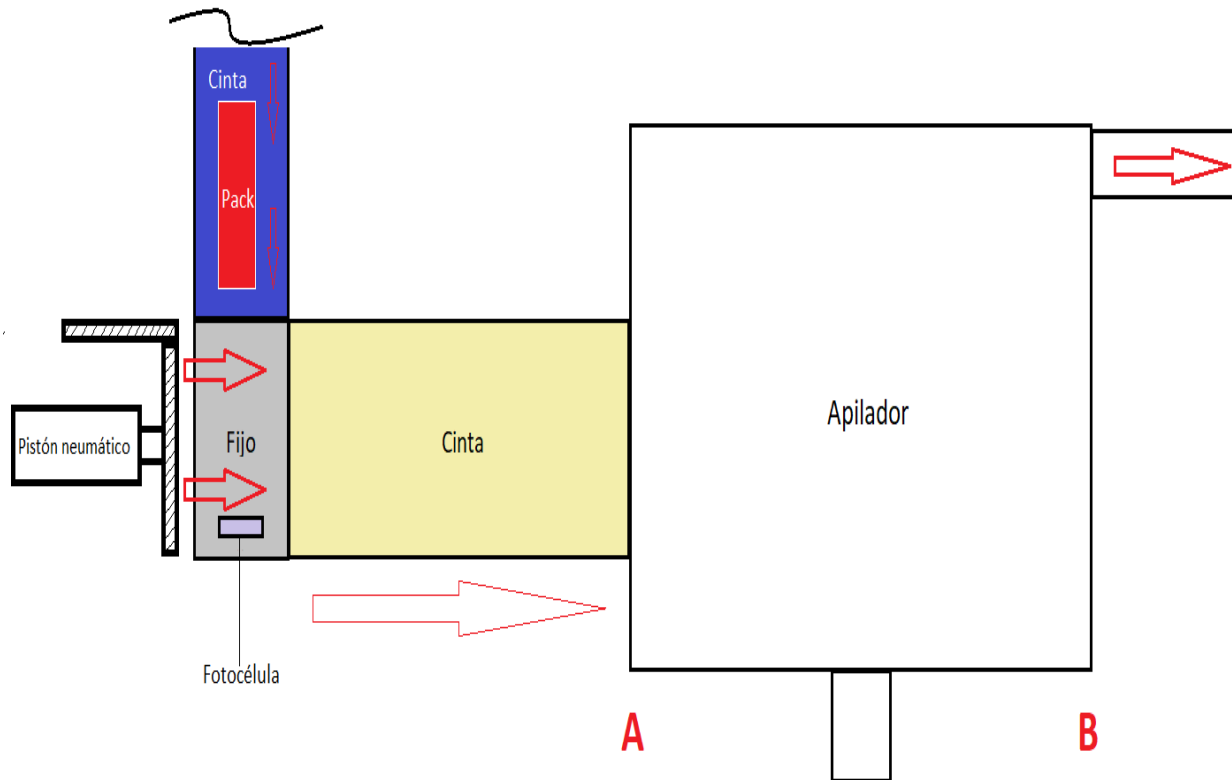 Cinta
Pack
Pistón neumático
Fijo
Cinta
Apilador
Fotocélula
A
B